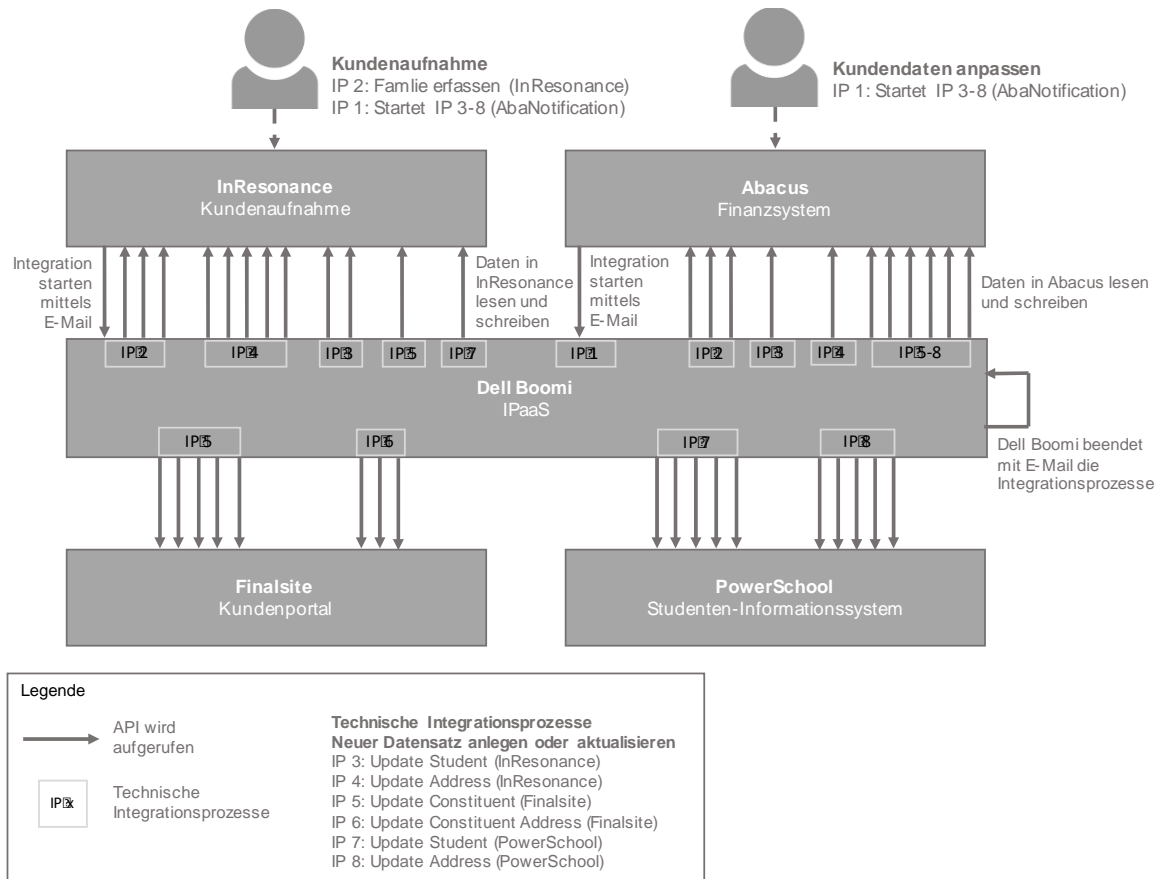 Kundenaufnahme
IP 2: Famlie erfassen (InResonance)
IP 1: Startet IP 3-8 (AbaNotification)
Kundendaten anpassen
IP 1: Startet IP 3-8 (AbaNotification)
InResonance
Kundenaufnahme
Abacus
Finanzsystem
Integration
starten
mittels
E-Mail
Daten in
InResonance
lesen und
schreiben
Integration
starten
mittels
E-Mail
Daten in Abacus lesen
und schreiben
IP 2
IP 4
IP 3
IP 5
IP 7
IP 1
IP 2
IP 3
IP 4
IP 5-8
Dell Boomi
IPaaS
IP 5
IP 6
IP 7
IP 8
Dell Boomi beendet
mit E-Mail die
Integrationsprozesse
Finalsite
Kundenportal
PowerSchool
Studenten-Informationssystem
Legende
API wird
aufgerufen
IP x
Technische
Integrationsprozesse
Technische Integrationsprozesse
Neuer Datensatz anlegen oder aktualisieren
IP 3: Update Student (InResonance)
IP 4: Update Address (InResonance)
IP 5: Update Constituent (Finalsite)
IP 6: Update Constituent Address (Finalsite)
IP 7: Update Student (PowerSchool)
IP 8: Update Address (PowerSchool)